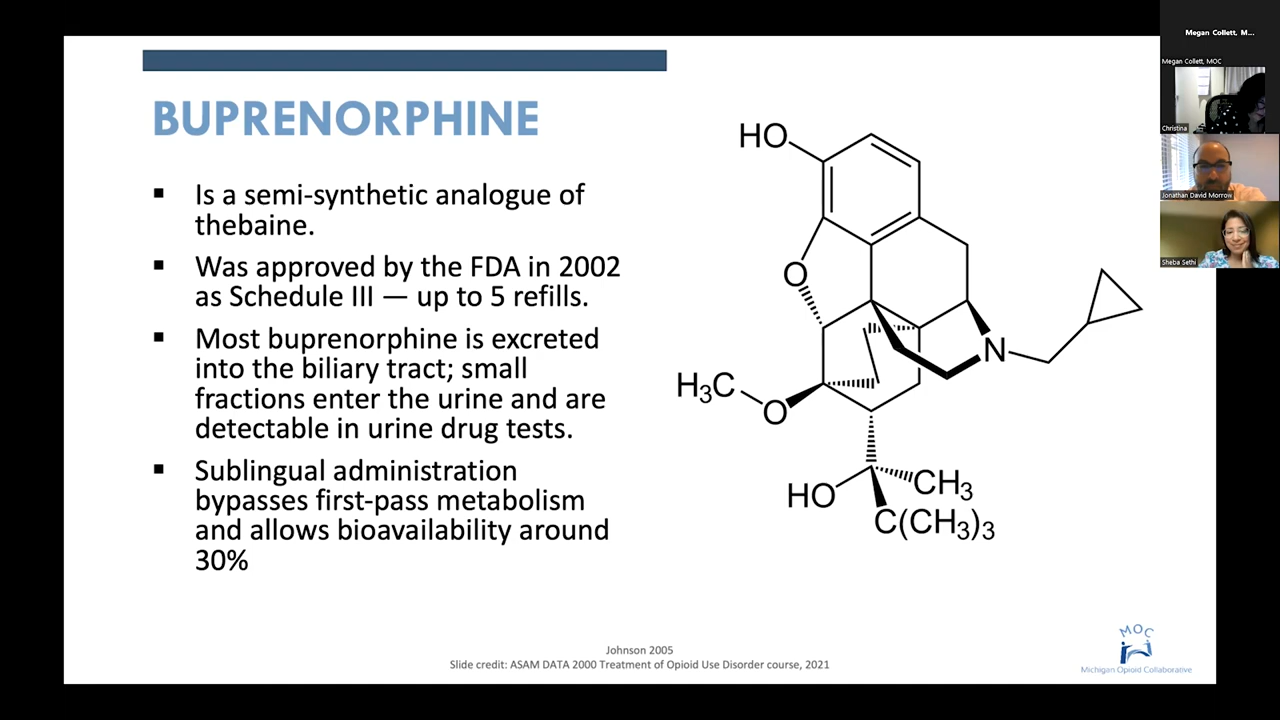 BUPRENORPHINE
▪ Is a semi-synthetic analogue of
thebaine.
▪ Was approved by the FDA in 2002
as Schedule III — up to 5 refills.
▪ Most buprenorphine is excreted
into the biliary tract; small
fractions enter the urine and are
detectable in urine drug tests.
▪ Sublingual administration
bypasses first-pass metabolism
and allows bioavailability around
30%
HO
O
H₃C
O
N
HO
CH₃
C(CH₃)₃
Johnson 2005
Slide credit: ASAM DATA 2000 Treatment of Opioid Use Disorder course, 2021
MOC
Michigan Opioid Collaborative
Megan Collett, M...
Megan Collett, MOC
Christina
Jonathan David Morrow
Sheba Sethi